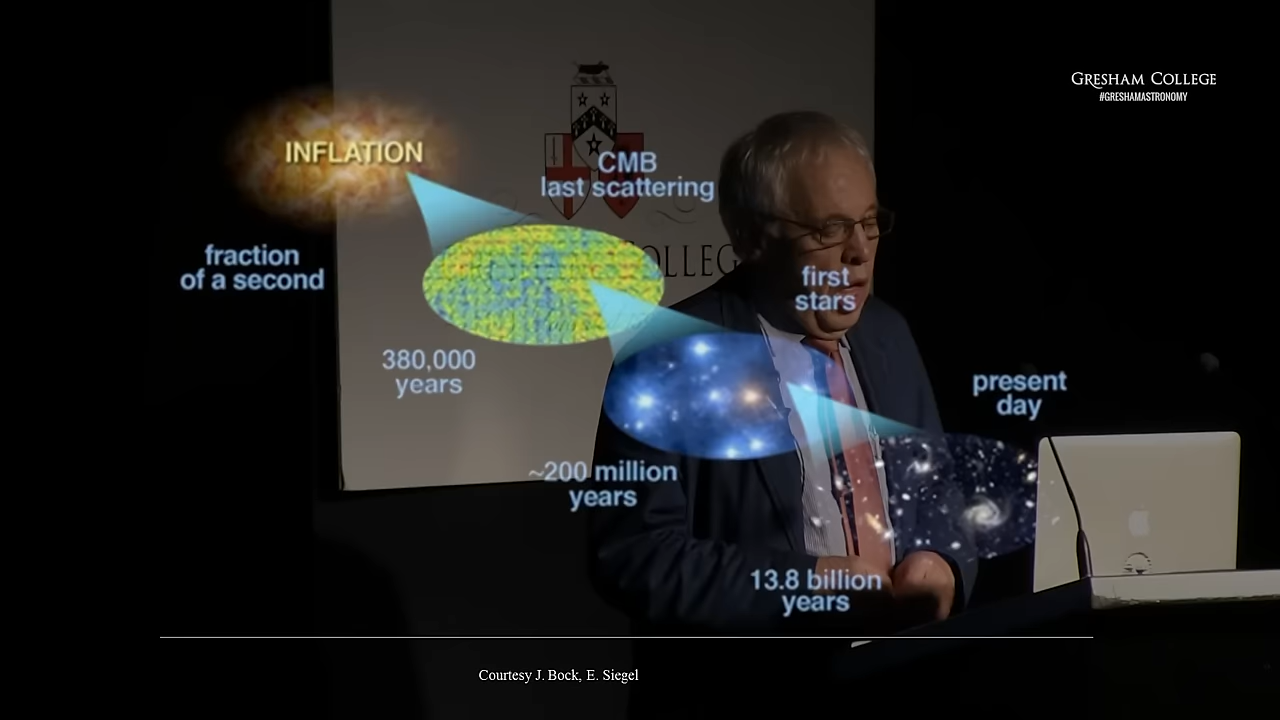 GRESHAM COLLEGE
#GRESHAMASTRONOMY
INFLATION
CMB
last scattering
COLLEG
fraction
of a second
first
stars
380,000
years
present
day
~200 million
years
13.8 billion
years
Courtesy J. Bock, E. Siegel